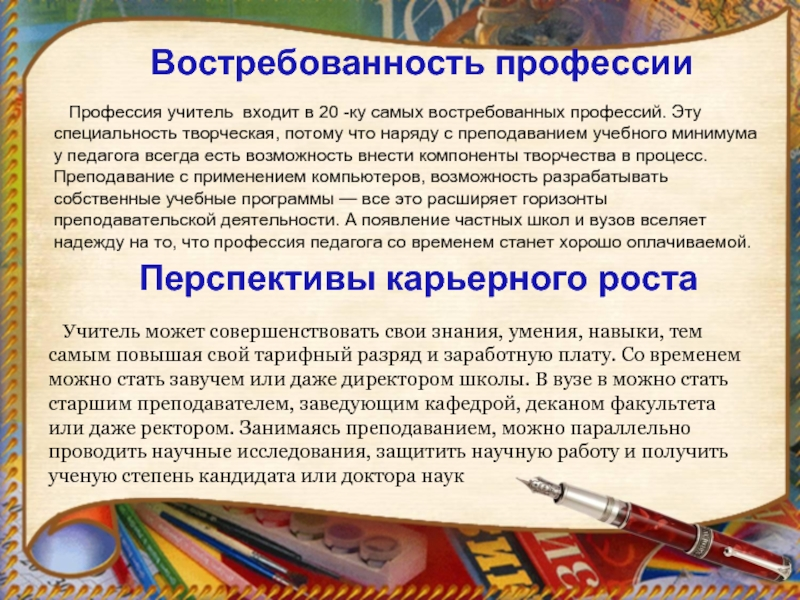 Востребованность профессии
Профессия учитель входит в 20 -ку самых востребованных профессий. Эту
специальность творческая, потому что наряду с преподаванием учебного минимума
у педагога всегда есть возможность внести компоненты творчества в процесс.
Преподавание с применением компьютеров, возможность разрабатывать
собственные учебные программы — все это расширяет горизонты
преподавательской деятельности. А появление частных школ и вузов вселяет
надежду на то, что профессия педагога со временем станет хорошо оплачиваемой.
Перспективы карьерного роста
Учитель может совершенствовать свои знания, умения, навыки, тем
самым повышая свой тарифный разряд и заработную плату. Со временем
можно стать завучем или даже директором школы. В вузе в можно стать
старшим преподавателем, заведующим кафедрой, деканом факультета
или даже ректором. Занимаясь преподаванием, можно параллельно
проводить научные исследования, защитить научную работу и получить
ученую степень кандидата или доктора наук